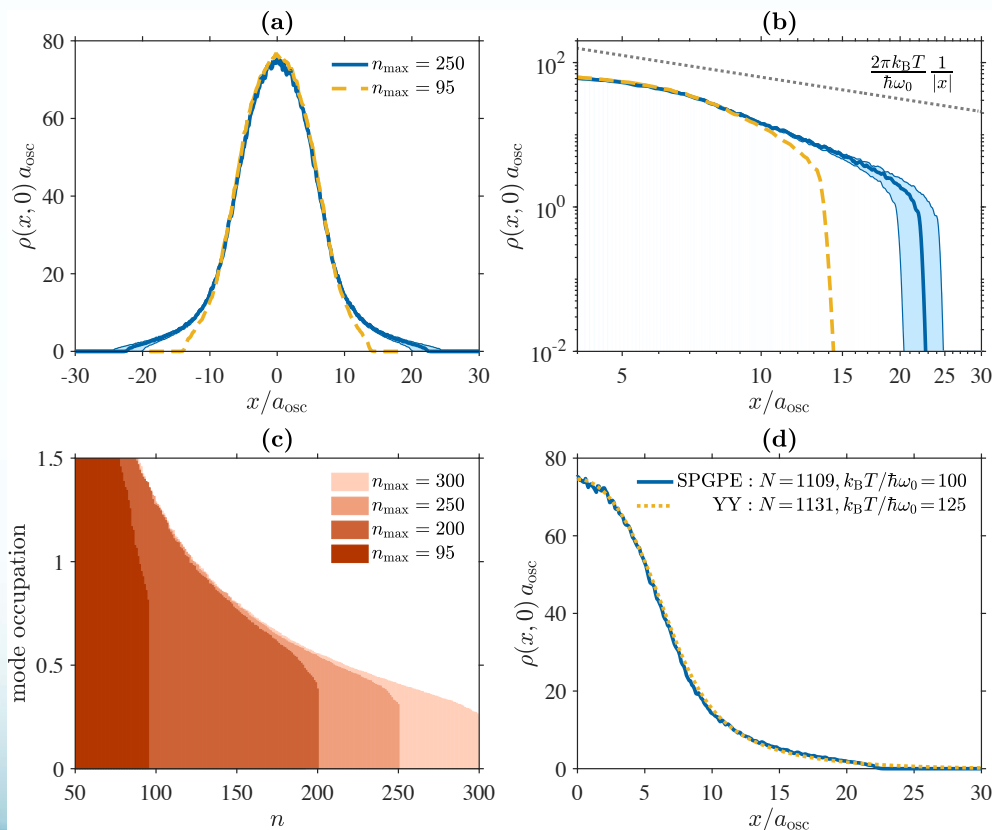 (a)
80
60
40
20
0
ρ(x, 0) a_osc
n_max = 250
n_max = 95
-30 -20 -10 0 10 20 30
x/a_osc
(b)
10^2
10^0
10^-2
ρ(x, 0) a_osc
2πk_BT/ħω_0 1/|x|
5 10 15 20 25 30
x/a_osc
(c)
1.5
1
0.5
0
mode occupation
n_max = 300
n_max = 250
n_max = 200
n_max = 95
50 100 150 200 250 300
n
(d)
80
60
40
20
0
ρ(x, 0) a_osc
SPGPE : N = 1109, k_BT/ħω_0 = 100
YY : N = 1131, k_BT/ħω_0 = 125
0 5 10 15 20 25 30
x/a_osc